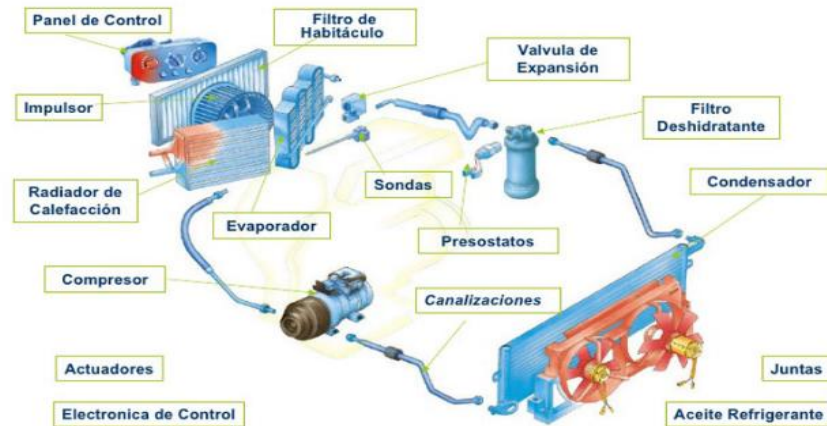 Panel de Control
Filtro de
Habitáculo
Valvula de
Expansión
Impulsor
Filtro
Deshidratante
Radiador de
Calefacción
Sondas
Condensador
Evaporador
Presostatos
Compresor
Canalizaciones
Actuadores
Juntas
Electronica de Control
Aceite Refrigerante